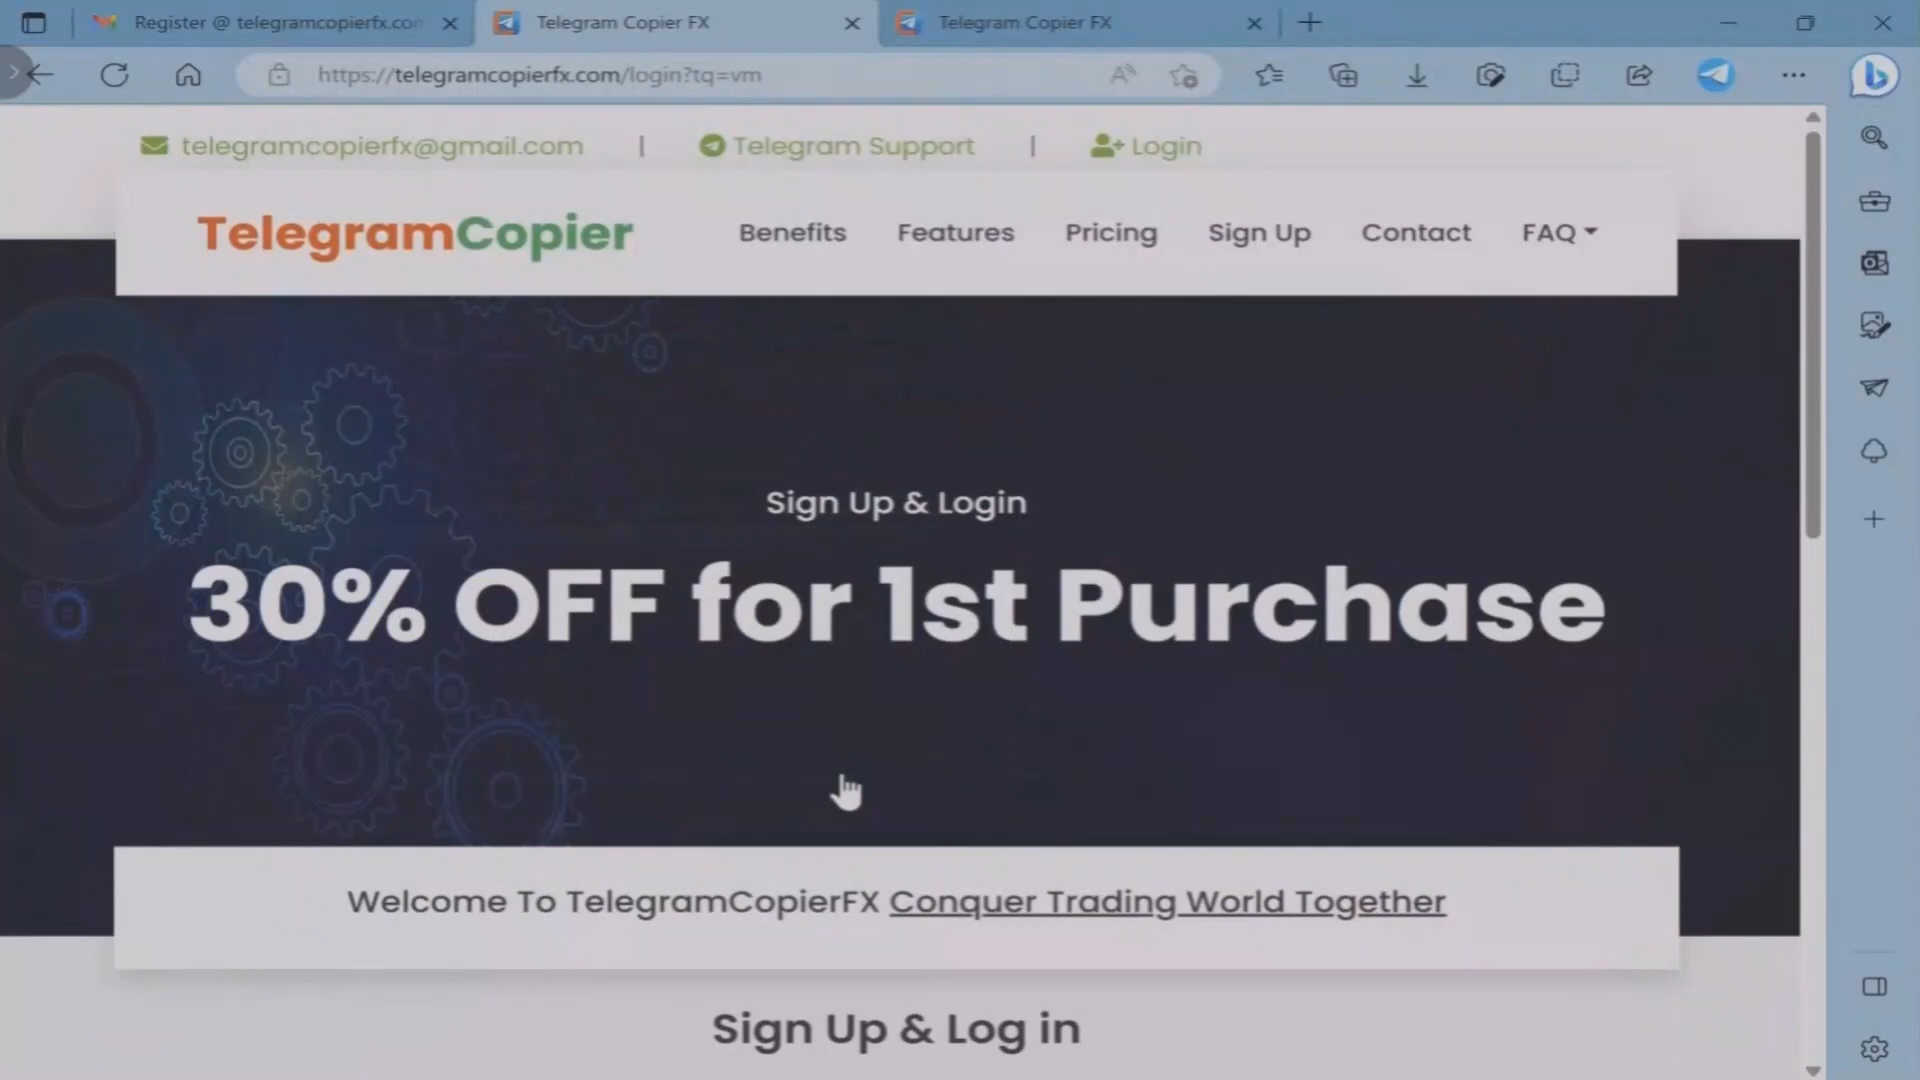 Register @ telegramcopierfx.com
Telegram Copier FX
Telegram Copier FX
https://telegramcopierfx.com/login?tq=vm
telegramcopierfx@gmail.com | Telegram Support | Login
TelegramCopier
Benefits Features Pricing Sign Up Contact FAQ
Sign Up & Login
30% OFF for 1st Purchase
Welcome To TelegramCopierFX Conquer Trading World Together
Sign Up & Log in